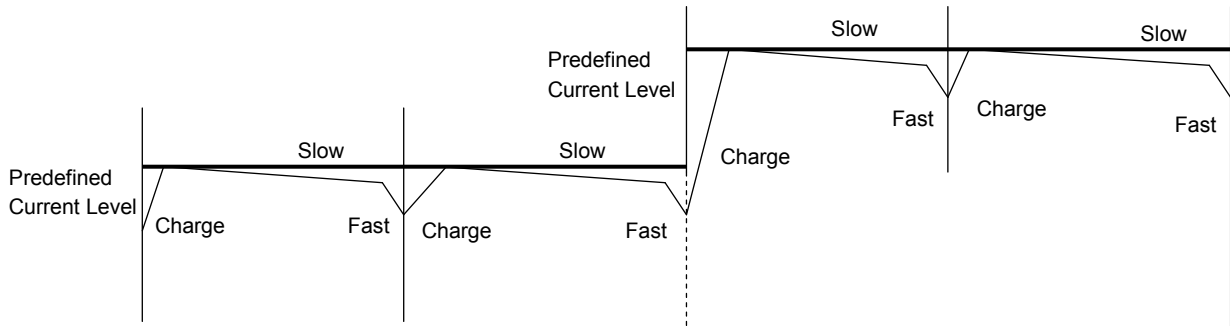 Slow
Slow
Predefined
Current Level
Fast
Charge
Fast
Charge
Slow
Slow
Predefined
Current Level
Charge
Fast
Charge
Fast